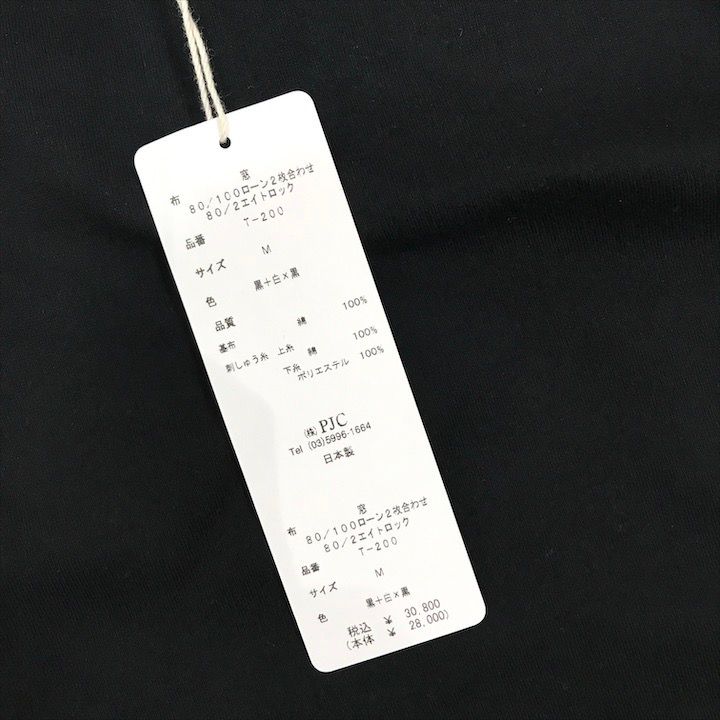 窓
布 80/100ローン2枚合わせ
80/2エイトロック
品番 T-200
サイズ M
色 黒+白×黒
品質
基布 綿 100%
刺しゅう糸 上糸 綿 100%
下糸 ポリエステル 100%
(株) PJC
Tel (03)5996-1664
日本製
窓
布 80/100ローン2枚合わせ
80/2エイトロック
品番 T-200
サイズ M
色 黒+白×黒
税込 ¥ 30,800
(本体 ¥ 28,000)